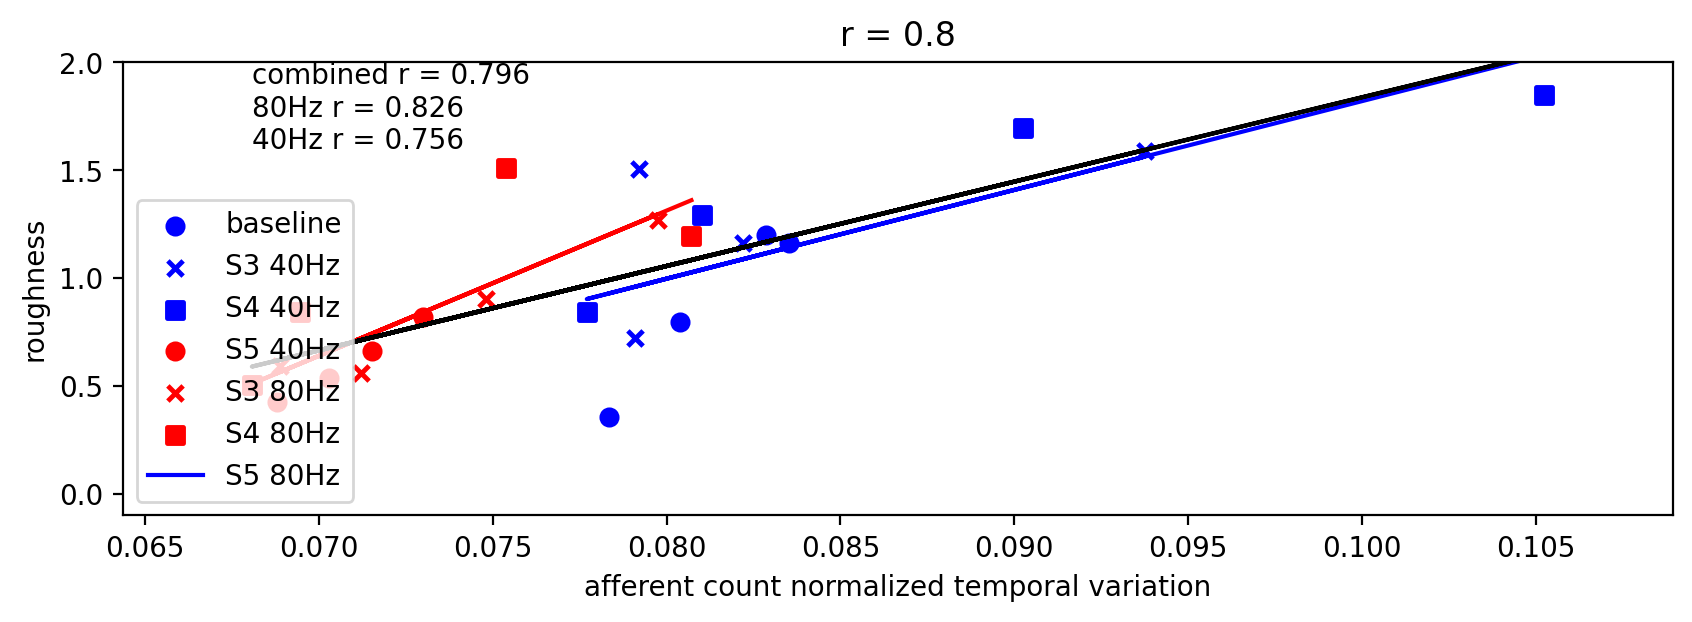 r = 0.8
combined r = 0.796
80Hz r = 0.826
40Hz r = 0.756
2.0
1.5
1.0
0.5
0.0
roughness
baseline
S3 40Hz
S4 40Hz
S5 40Hz
S3 80Hz
S4 80Hz
S5 80Hz
0.065 0.070 0.075 0.080 0.085 0.090 0.095 0.100 0.105
afferent count normalized temporal variation